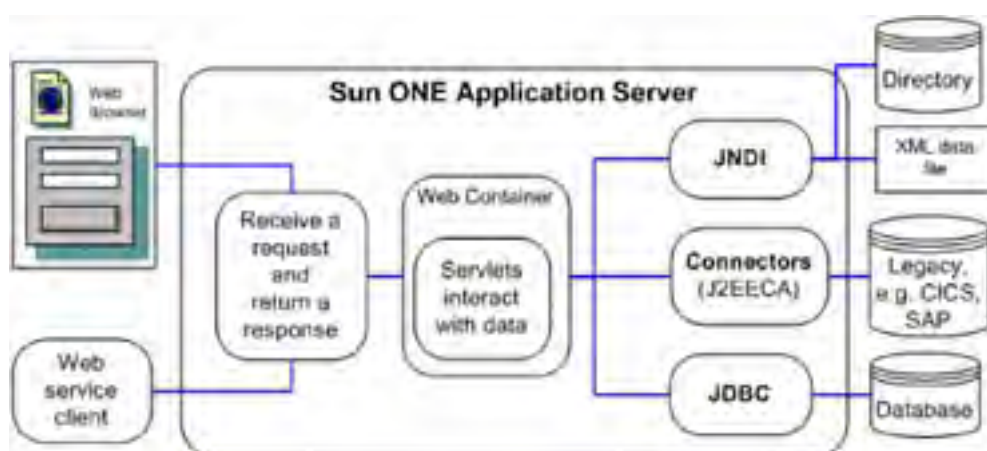 Web
Browser
Sun ONE Application Server
Receive a
request
and
return a
response
Web
service
client
Web Container
Servlets
interact
with data
JNDI
Connectors
(J2EECA)
JDBC
Directory
XML data
file
Legacy,
e.g. CICS,
SAP
Database